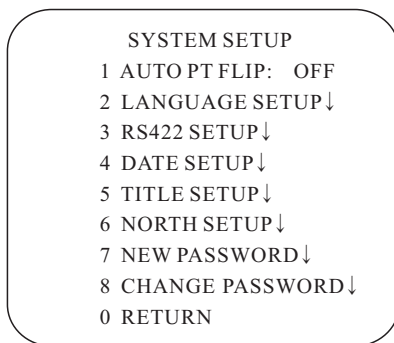 SYSTEM SETUP
1 AUTO PT FLIP: OFF
2 LANGUAGE SETUP↓
3 RS422 SETUP↓
4 DATE SETUP↓
5 TITLE SETUP↓
6 NORTH SETUP↓
7 NEW PASSWORD↓
8 CHANGE PASSWORD↓
0 RETURN